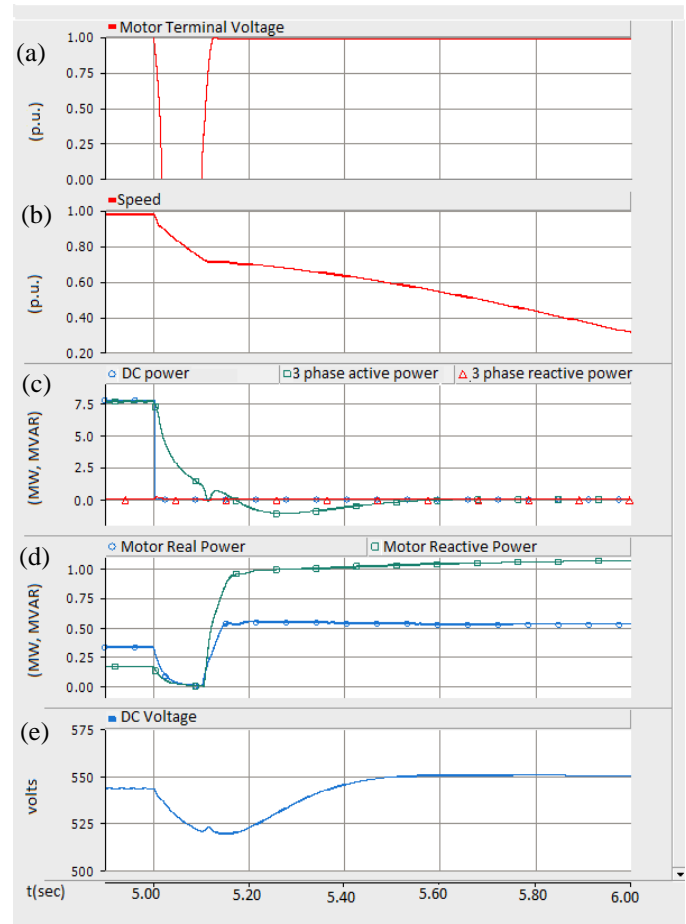 Motor Terminal Voltage
(a)
(p.u.)
1.00
0.75
0.50
0.25
0.00
Speed
(b)
(p.u.)
1.00
0.80
0.60
0.40
0.20
DC power 3 phase active power 3 phase reactive power
(c)
(MW, MVAR)
7.5
5.0
2.5
0.0
Motor Real Power Motor Reactive Power
(d)
(MW, MVAR)
1.00
0.75
0.50
0.25
0.00
DC Voltage
(e)
volts
575
550
525
500
t(sec) 5.00 5.20 5.40 5.60 5.80 6.00